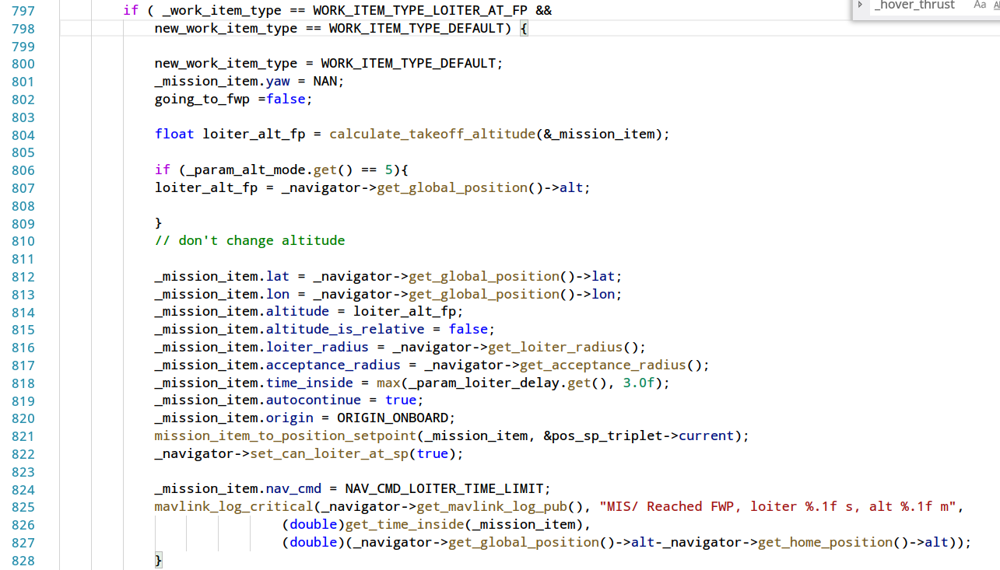 _hover_thrust Aa
797 if ( _work_item_type == WORK_ITEM_TYPE_LOITER_AT_FP &&
798 new_work_item_type == WORK_ITEM_TYPE_DEFAULT) {
799
800 new_work_item_type = WORK_ITEM_TYPE_DEFAULT;
801 _mission_item.yaw = NAN;
802 going_to_fwp =false;
803
804 float loiter_alt_fp = calculate_takeoff_altitude(&_mission_item);
805
806 if (_param_alt_mode.get() == 5){
807 loiter_alt_fp = _navigator->get_global_position()->alt;
808
809 }
810 // don't change altitude
811
812 _mission_item.lat = _navigator->get_global_position()->lat;
813 _mission_item.lon = _navigator->get_global_position()->lon;
814 _mission_item.altitude = loiter_alt_fp;
815 _mission_item.altitude_is_relative = false;
816 _mission_item.loiter_radius = _navigator->get_loiter_radius();
817 _mission_item.acceptance_radius = _navigator->get_acceptance_radius();
818 _mission_item.time_inside = max(_param_loiter_delay.get(), 3.0f);
819 _mission_item.autocontinue = true;
820 _mission_item.origin = ORIGIN_ONBOARD;
821 mission_item_to_position_setpoint(_mission_item, &pos_sp_triplet->current);
822 _navigator->set_can_loiter_at_sp(true);
823
824 _mission_item.nav_cmd = NAV_CMD_LOITER_TIME_LIMIT;
825 mavlink_log_critical(_navigator->get_mavlink_log_pub(), "MIS/ Reached FWP, loiter %.1f s, alt %.1f m",
826 (double)get_time_inside(_mission_item),
827 (double)(_navigator->get_global_position()->alt-_navigator->get_home_position()->alt));
828 }